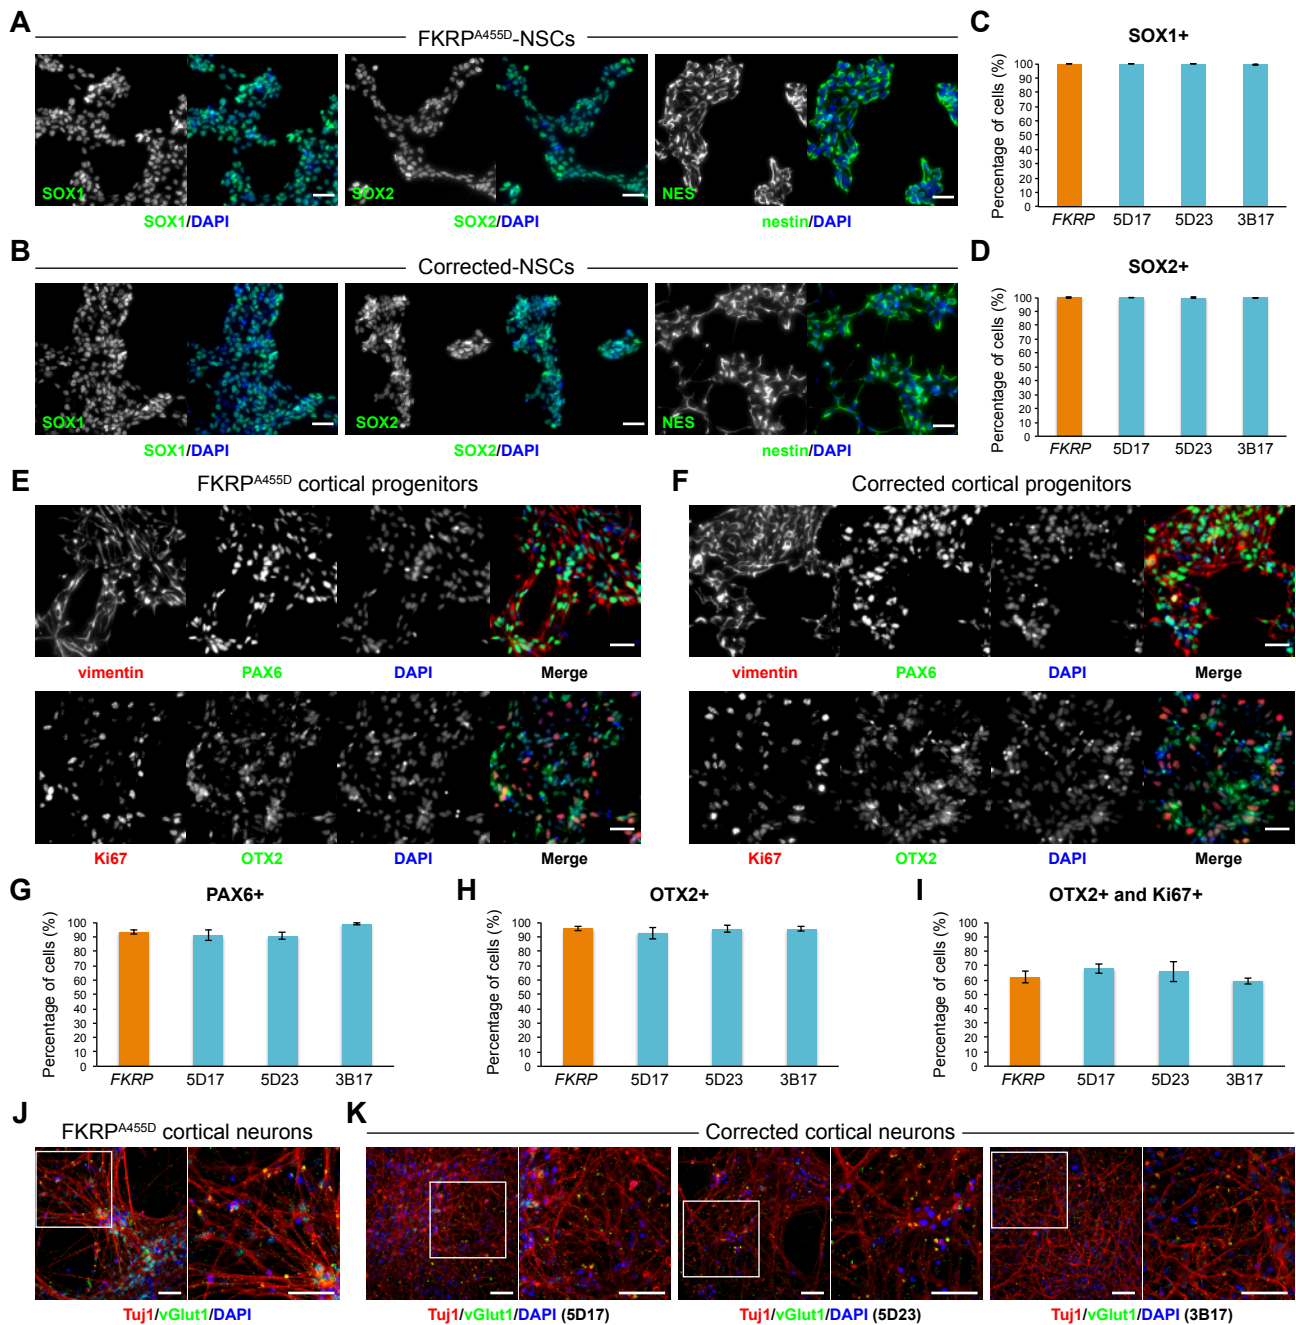 A
FKRPA455D-NSCs
SOX1
SOX2
NES
SOX1/DAPI
SOX2/DAPI
nestin/DAPI
B
Corrected-NSCs
SOX1
SOX2
NES
SOX1/DAPI
SOX2/DAPI
nestin/DAPI
C
SOX1+
Percentage of cells (%)
100
90
80
70
60
50
40
30
20
10
0
FKRP 5D17 5D23 3B17
D
SOX2+
Percentage of cells (%)
100
90
80
70
60
50
40
30
20
10
0
FKRP 5D17 5D23 3B17
E
FKRPA455D cortical progenitors
vimentin PAX6 DAPI Merge
Ki67 OTX2 DAPI Merge
F
Corrected cortical progenitors
vimentin PAX6 DAPI Merge
Ki67 OTX2 DAPI Merge
G
PAX6+
Percentage of cells (%)
100
90
80
70
60
50
40
30
20
10
0
FKRP 5D17 5D23 3B17
H
OTX2+
Percentage of cells (%)
100
90
80
70
60
50
40
30
20
10
0
FKRP 5D17 5D23 3B17
I
OTX2+ and Ki67+
Percentage of cells (%)
100
90
80
70
60
50
40
30
20
10
0
FKRP 5D17 5D23 3B17
J
FKRPA455D cortical neurons
Tuj1/vGlut1/DAPI
K
Corrected cortical neurons
Tuj1/vGlut1/DAPI (5D17)
Tuj1/vGlut1/DAPI (5D23)
Tuj1/vGlut1/DAPI (3B17)